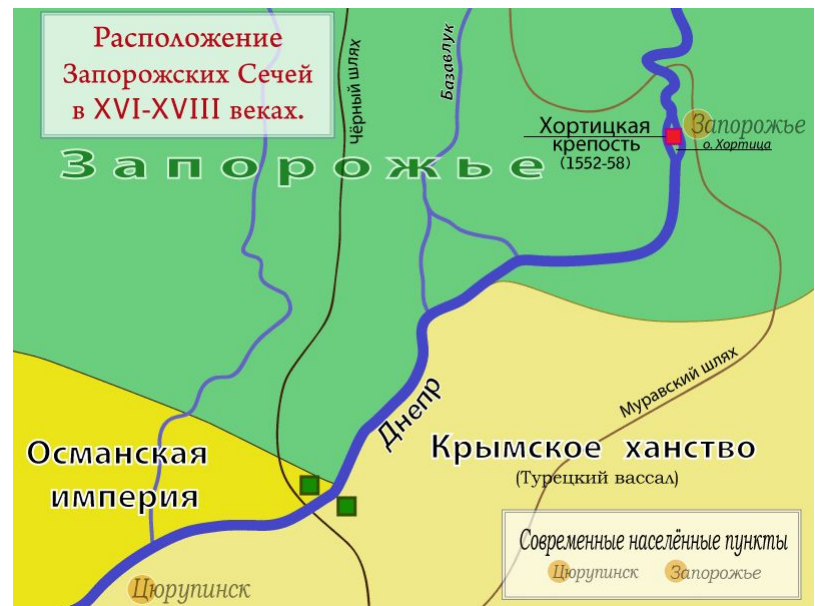 Расположение
Запорожских Сечей
в XVI-XVIII веках.
Чёрный шлях
Базавлук
Хортицкая
крепость
(1552-58)
Запорожье
о. Хортица
Запорожье
Днепр
Муравский шлях
Османская
империя
Крымское ханство
(Турецкий вассал)
Цюрупинск
Современные населённые пункты
Цюрупинск Запорожье